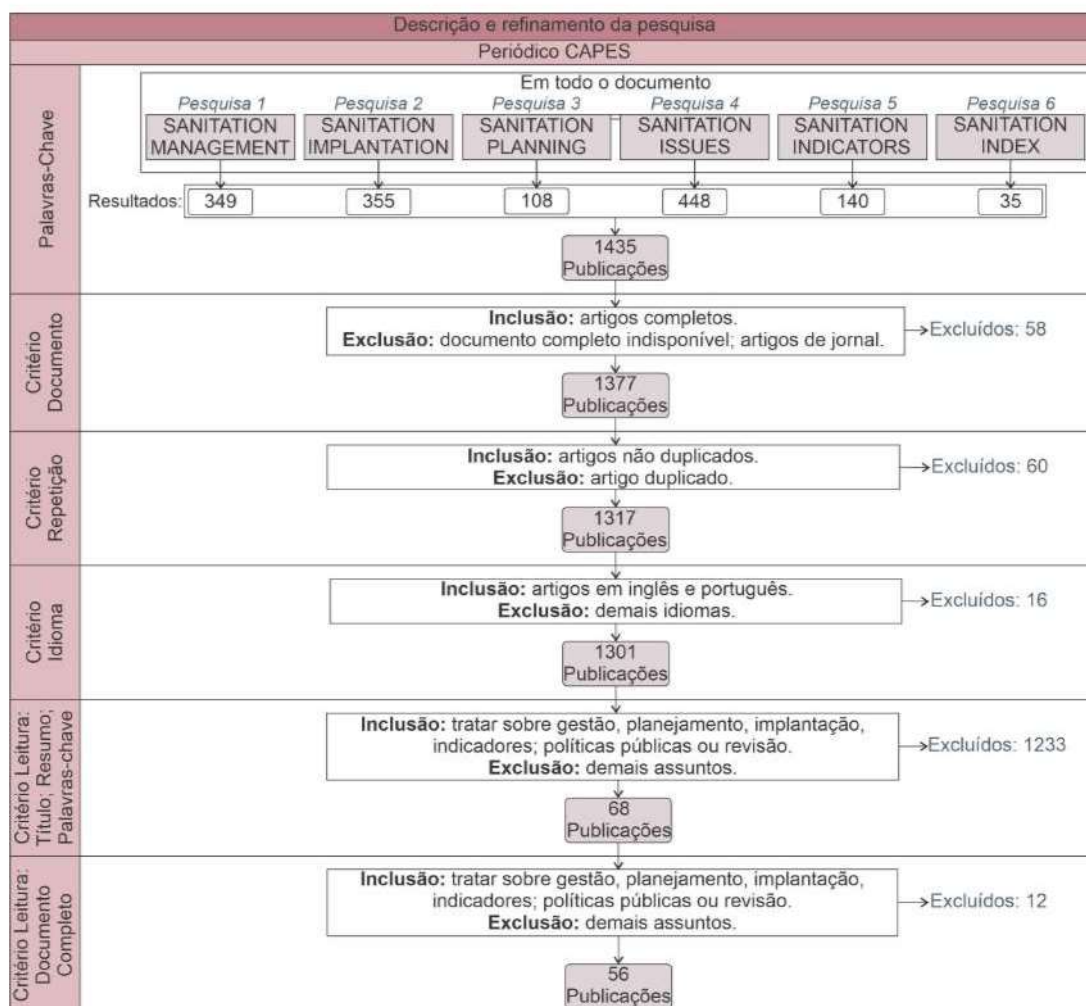 Descrição e refinamento da pesquisa
Periódico CAPES
Palavras-Chave
Em todo o documento
Pesquisa 1
SANITATION
MANAGEMENT
Pesquisa 2
SANITATION
IMPLANTATION
Pesquisa 3
SANITATION
PLANNING
Pesquisa 4
SANITATION
ISSUES
Pesquisa 5
SANITATION
INDICATORS
Pesquisa 6
SANITATION
INDEX
Resultados: 349 355 108 448 140 35
1435
Publicações
Critério
Documento
Inclusão: artigos completos.
Exclusão: documento completo indisponível; artigos de jornal.
Excluídos: 58
1377
Publicações
Critério
Repetição
Inclusão: artigos não duplicados.
Exclusão: artigo duplicado.
Excluídos: 60
1317
Publicações
Critério
Idioma
Inclusão: artigos em inglês e português.
Exclusão: demais idiomas.
Excluídos: 16
1301
Publicações
Critério Leitura:
Título; Resumo;
Palavras-chave
Inclusão: tratar sobre gestão, planejamento, implantação,
indicadores; políticas públicas ou revisão.
Exclusão: demais assuntos.
Excluídos: 1233
68
Publicações
Critério Leitura:
Documento
Completo
Inclusão: tratar sobre gestão, planejamento, implantação,
indicadores; políticas públicas ou revisão.
Exclusão: demais assuntos.
Excluídos: 12
56
Publicações